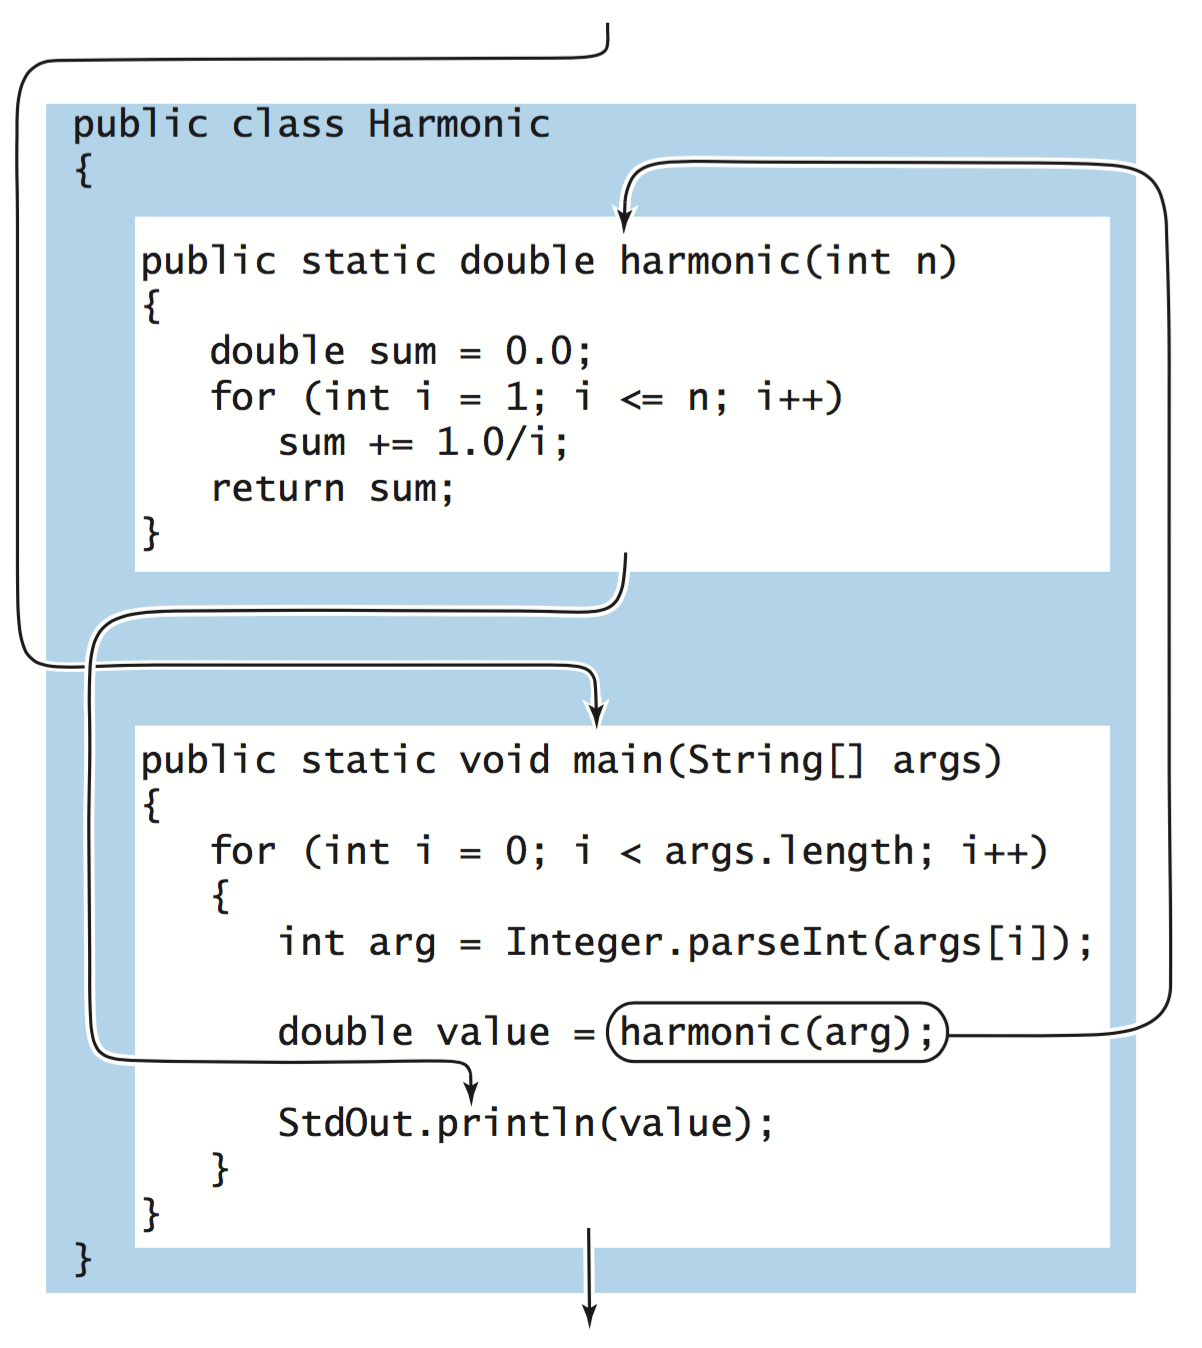 public class Harmonic
{
public static double harmonic(int n)
{
double sum = 0.0;
for (int i = 1; i <= n; i++)
sum += 1.0/i;
return sum;
}
public static void main(String[] args)
{
for (int i = 0; i < args.length; i++)
{
int arg = Integer.parseInt(args[i]);
double value = harmonic(arg);
StdOut.println(value);
}
}
}